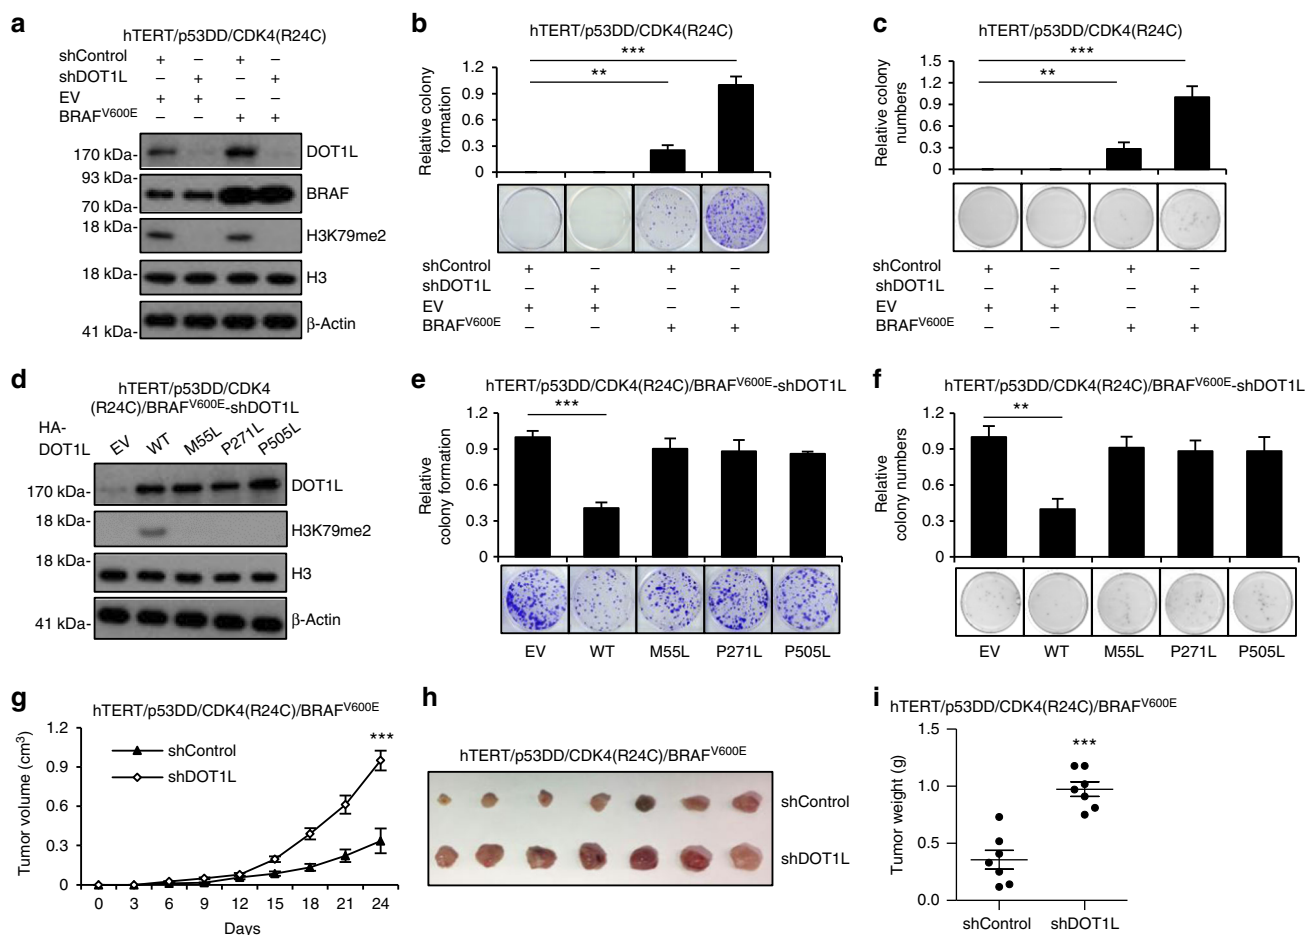 a
hTERT/p53DD/CDK4(R24C)
shControl + – + –
shDOT1L – + – +
EV + + – –
BRAFV600E – – + +
170 kDa- DOT1L
93 kDa-
70 kDa- BRAF
18 kDa- H3K79me2
18 kDa- H3
41 kDa- β-Actin
b
hTERT/p53DD/CDK4(R24C)
***
**
Relative colony
formation
1.2
0.9
0.6
0.3
0
shControl + – + –
shDOT1L – + – +
EV + + – –
BRAFV600E – – + +
c
hTERT/p53DD/CDK4(R24C)
***
**
Relative colony
numbers
1.5
1.2
0.9
0.6
0.3
0
shControl + – + –
shDOT1L – + – +
EV + + – –
BRAFV600E – – + +
d
hTERT/p53DD/CDK4
(R24C)/BRAFV600E-shDOT1L
HA-
DOT1L EV WT M55L P271L P505L
170 kDa- DOT1L
18 kDa- H3K79me2
18 kDa- H3
41 kDa- β-Actin
e
hTERT/p53DD/CDK4(R24C)/BRAFV600E-shDOT1L
***
Relative
colony formation
1.2
0.9
0.6
0.3
0
EV WT M55L P271L P505L
f
hTERT/p53DD/CDK4(R24C)/BRAFV600E-shDOT1L
**
Relative
colony numbers
1.2
0.9
0.6
0.3
0
EV WT M55L P271L P505L
g
hTERT/p53DD/CDK4(R24C)/BRAFV600E
Tumor volume (cm3)
1.2
0.9
0.6
0.3
0
shControl
shDOT1L
***
0 3 6 9 12 15 18 21 24
Days
h
hTERT/p53DD/CDK4(R24C)/BRAFV600E
shControl
shDOT1L
i
hTERT/p53DD/CDK4(R24C)/BRAFV600E
Tumor weight (g)
1.5
1.0
0.5
0.0
***
shControl shDOT1L